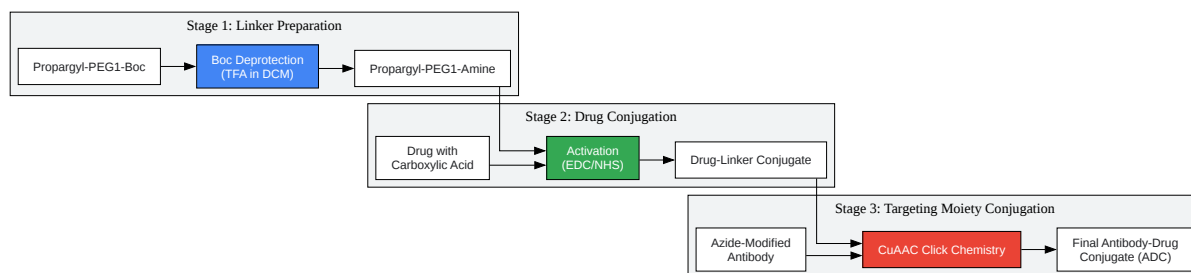 Stage 1: Linker Preparation
Propargyl-PEG1-Boc
Boc Deprotection
(TFA in DCM)
Propargyl-PEG1-Amine
Stage 2: Drug Conjugation
Drug with
Carboxylic Acid
Activation
(EDC/NHS)
Drug-Linker Conjugate
Stage 3: Targeting Moiety Conjugation
Azide-Modified
Antibody
CuAAC Click Chemistry
Final Antibody-Drug
Conjugate (ADC)